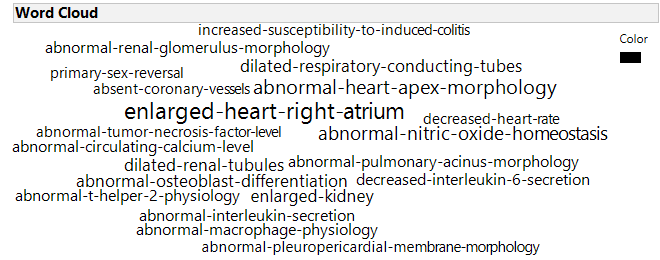 Word Cloud
increased-susceptibility-to-induced-colitis
Color
abnormal-renal-glomerulus-morphology
primary-sex-reversal
dilated-respiratory-conducting-tubes
absent-coronary-vessels
abnormal-heart-apex-morphology
enlarged-heart-right-atrium
decreased-heart-rate
abnormal-tumor-necrosis-factor-level
abnormal-nitric-oxide-homeostasis
abnormal-circulating-calcium-level
dilated-renal-tubules
abnormal-pulmonary-acinus-morphology
abnormal-osteoblast-differentiation
decreased-interleukin-6-secretion
abnormal-t-helper-2-physiology
enlarged-kidney
abnormal-interleukin-secretion
abnormal-macrophage-physiology
abnormal-pleuropericardial-membrane-morphology